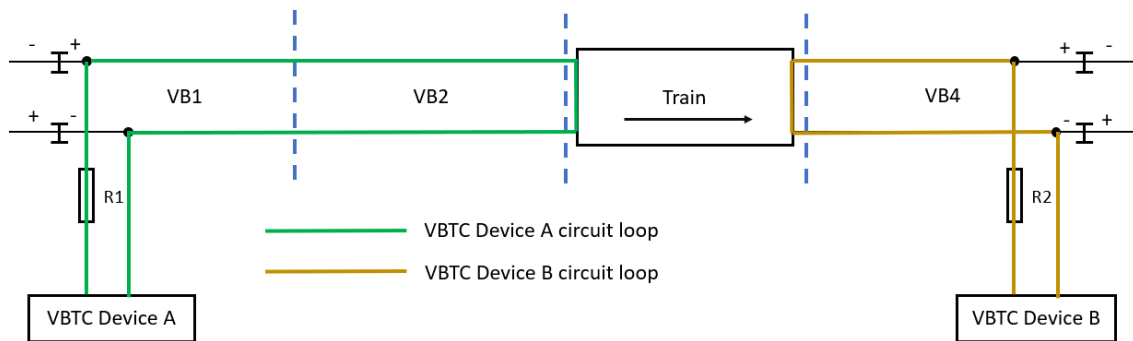 - +
+ -
VB1
VB2
Train
VB4
+ -
- +
R1
R2
VBTC Device A circuit loop
VBTC Device B circuit loop
VBTC Device A
VBTC Device B